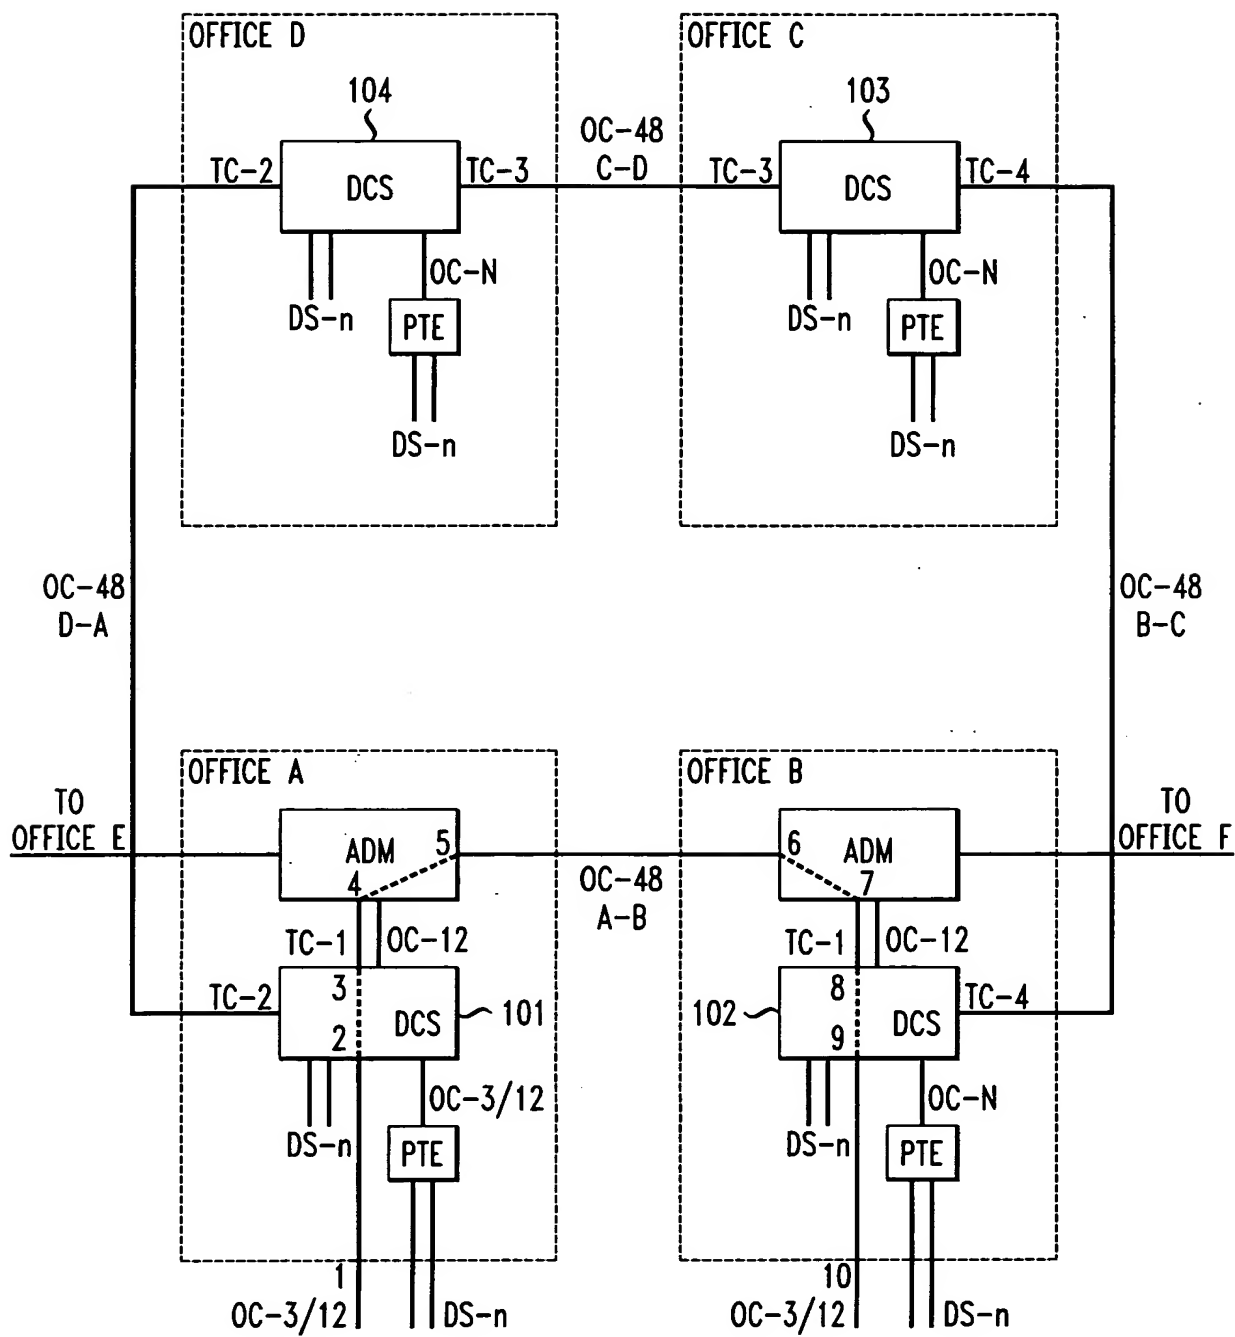 OFFICE D
OFFICE C
104
103
OC-48
C-D
TC-2
DCS
TC-3
TC-3
DCS
TC-4
OC-N
OC-N
DS-n
PTE
DS-n
PTE
DS-n
DS-n
OC-48
D-A
OC-48
B-C
OFFICE A
OFFICE B
TO
OFFICE E
TO
OFFICE F
ADM
5
4
6
ADM
7
OC-48
A-B
TC-1
OC-12
TC-1
OC-12
TC-2
3
2
DCS
101
102
8
9
DCS
TC-4
OC-3/12
OC-N
DS-n
PTE
DS-n
PTE
1
10
OC-3/12
DS-n
OC-3/12
DS-n